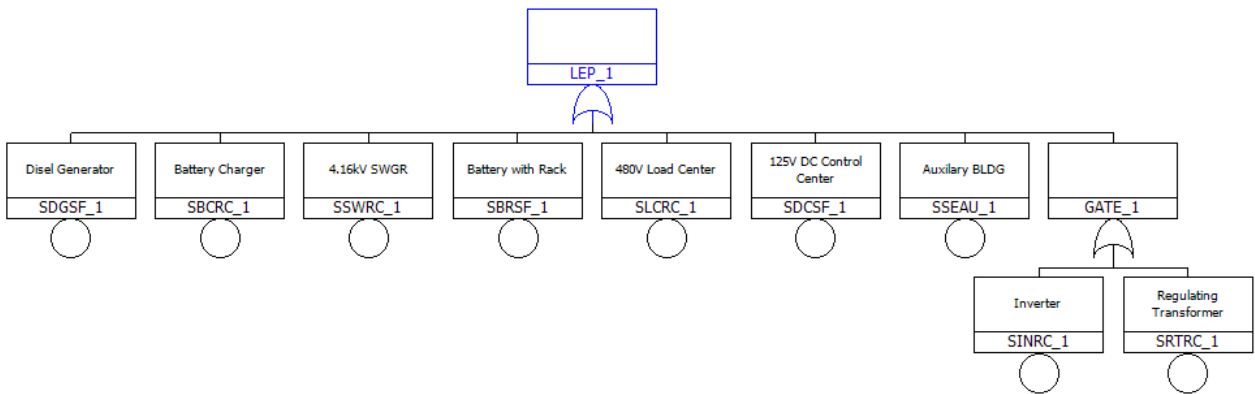 LEP_1
Disel Generator
SDGSF_1
Battery Charger
SBCRC_1
4.16kV SWGR
SSWRC_1
Battery with Rack
SBRSF_1
480V Load Center
SLCRC_1
125V DC Control
Center
SDCSF_1
Auxilary BLDG
SSEAU_1
GATE_1
Inverter
SINRC_1
Regulating
Transformer
SRTRC_1